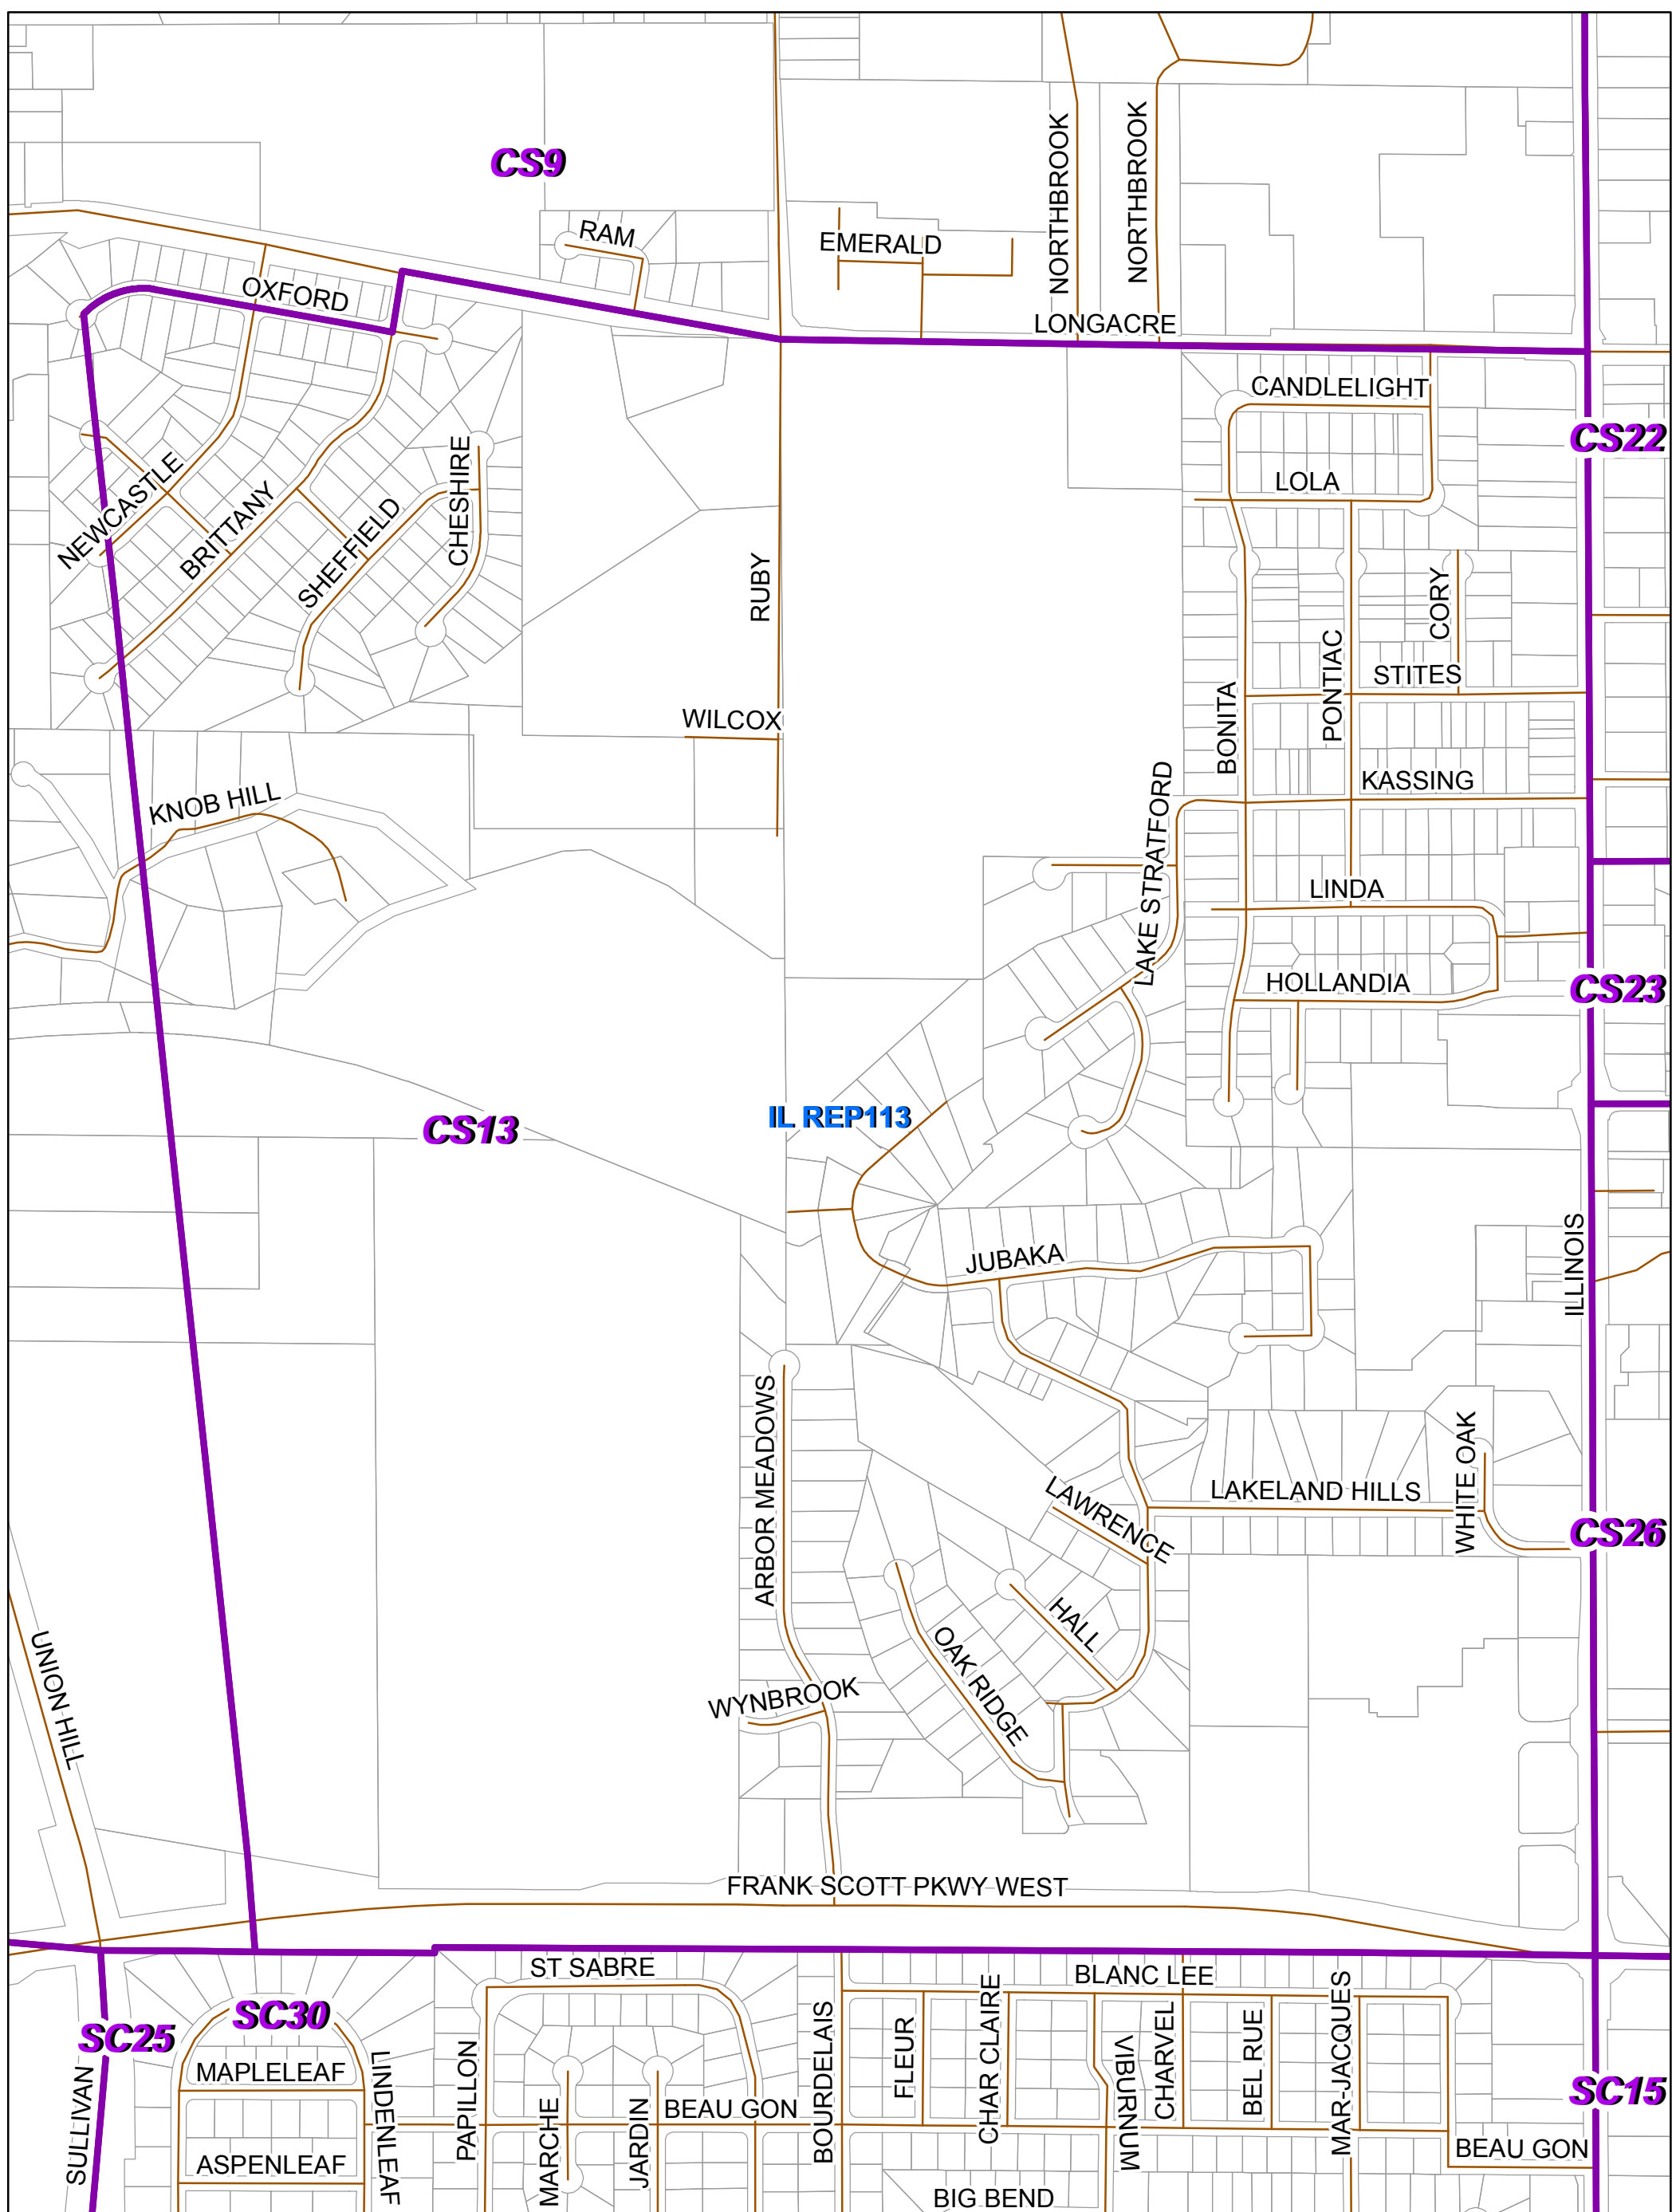 CS9
NORTHBROOK
NORTHBROOK
RAM
EMERALD
OXFORD
LONGACRE
CANDLELIGHT
CS22
NEWCASTLE
BRITTANY
SHEFFIELD
CHESHIRE
LOLA
RUBY
CORY
PONTIAC
STITES
BONITA
WILCOX
KASSING
KNOB HILL
LAKE STRATFORD
LINDA
HOLLANDIA
CS23
CS13
IL REP113
JUBAKA
ILLINOIS
ARBOR MEADOWS
WHITE OAK
LAKELAND HILLS
LAWRENCE
CS26
HALL
OAK RIDGE
UNION HILL
WYNBROOK
FRANK SCOTT PKWY WEST
ST SABRE
BLANC LEE
SC30
SC25
MAPLELEAF
LINDENLEAF
SULLIVAN
PAPILLON
MARCHE
JARDIN
BEAU GON
BOURDELAIS
FLEUR
CHAR CLAIRE
VIBURNUM
CHARVEL
BEL RUE
MAR-JACQUES
SC15
BEAU GON
ASPENLEAF
BIG BEND